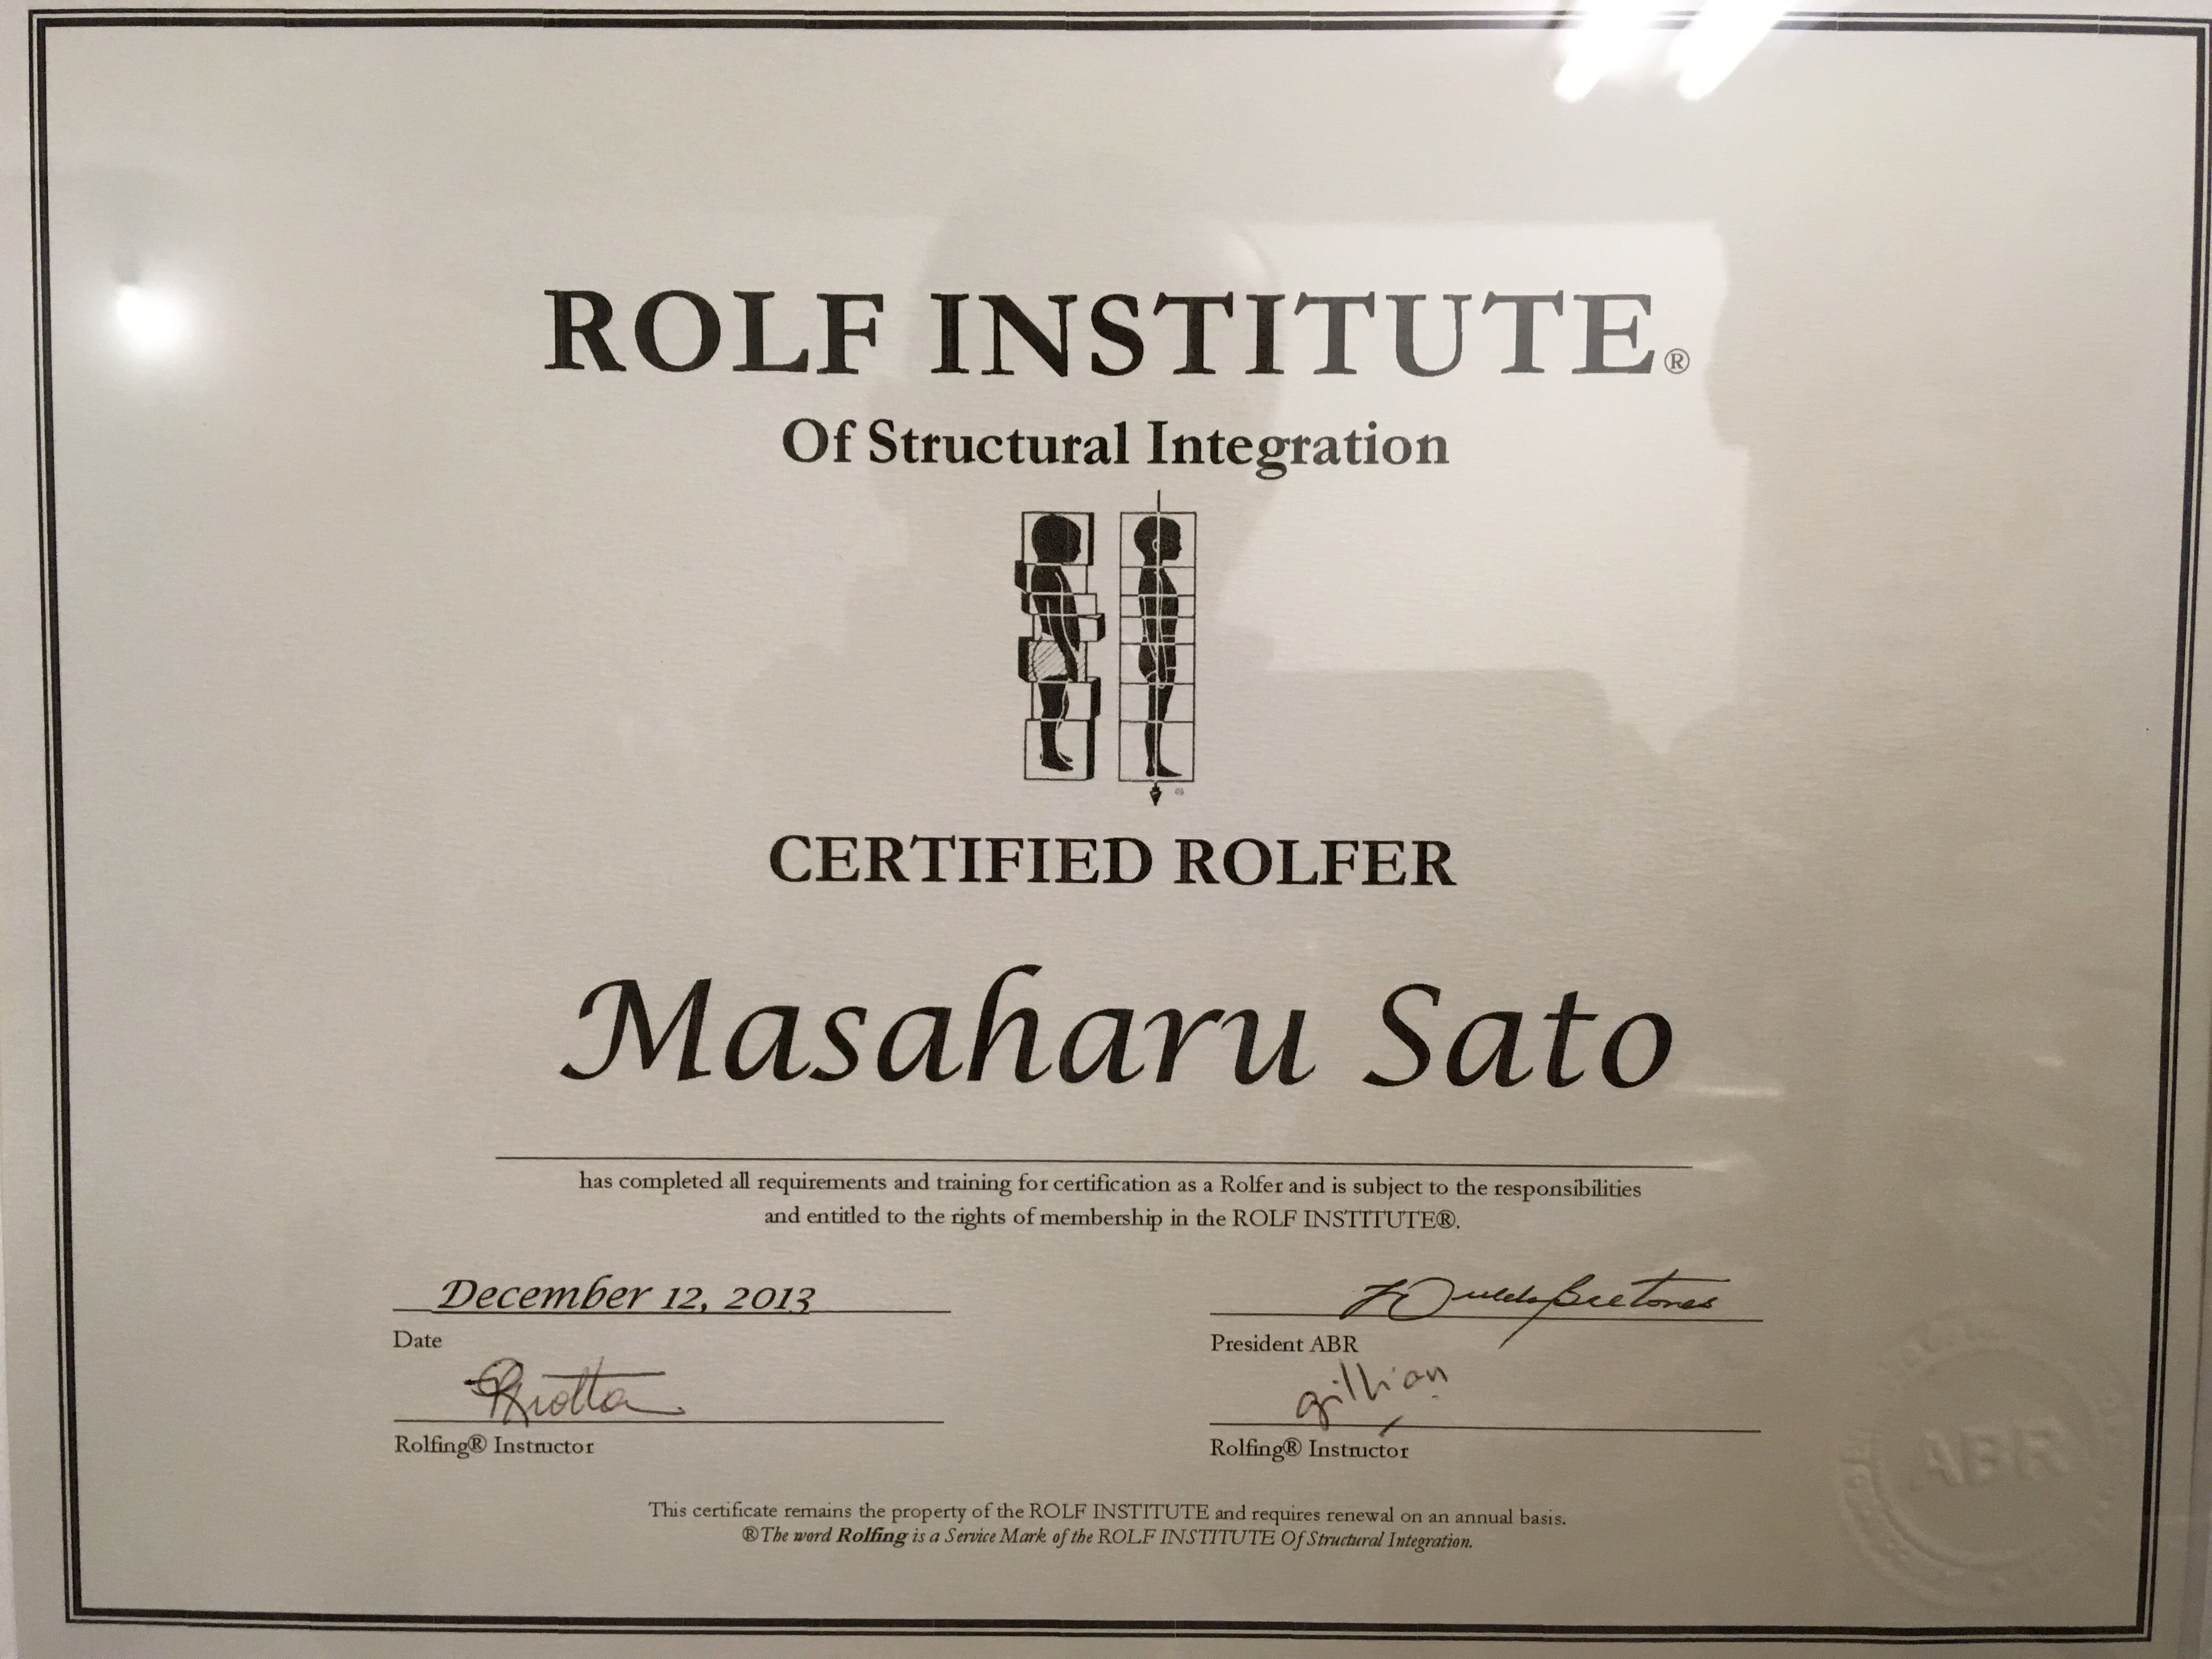 ROLF INSTITUTE®
Of Structural Integration
®
CERTIFIED ROLFER
Masaharu Sato
has completed all requirements and training for certification as a Rolfer and is subject to the responsibilities
and entitled to the rights of membership in the ROLF INSTITUTE®.
December 12, 2013
Date
President ABR
gillian
Rolfing® Instructor
Rolfing® Instructor
ABR
This certificate remains the property of the ROLF INSTITUTE and requires renewal on an annual basis.
®The word Rolfing is a Service Mark of the ROLF INSTITUTE Of Structural Integration.